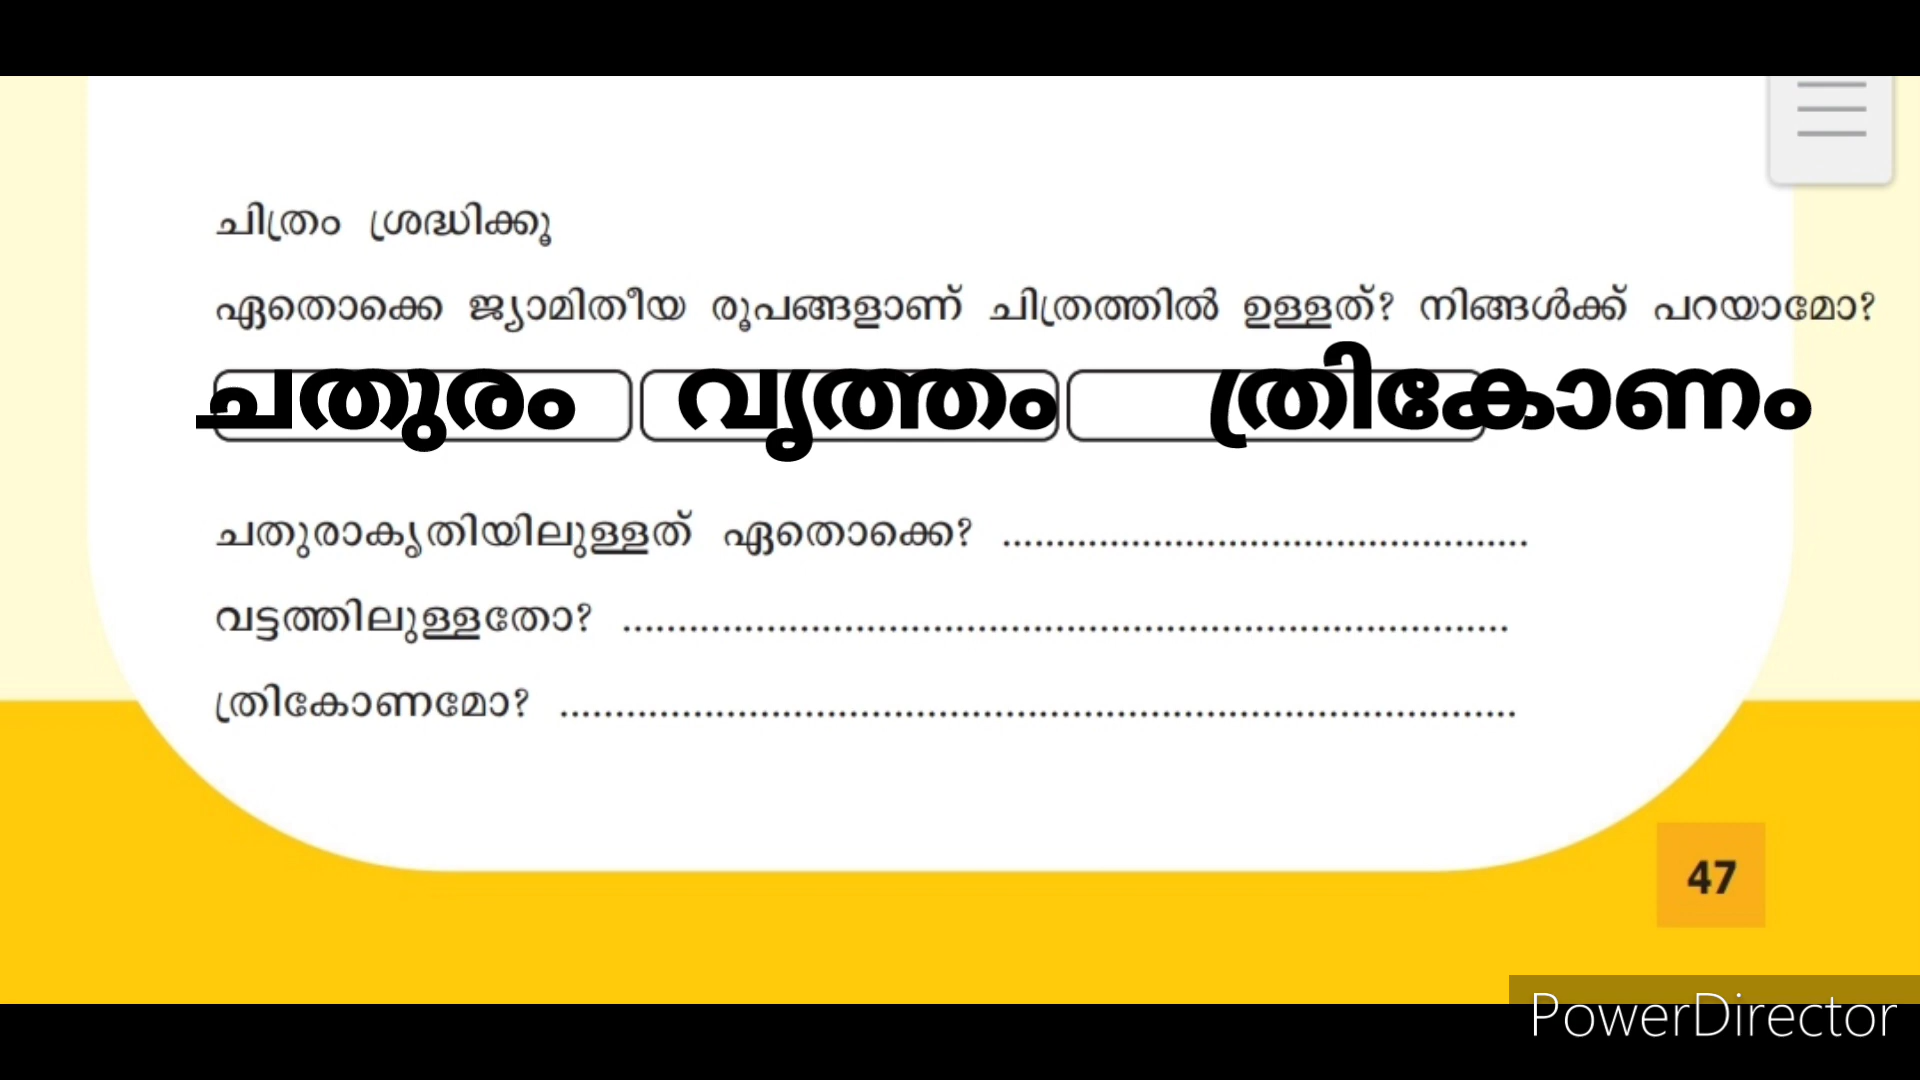 ചിത്രം ശ്രദ്ധിക്കൂ
ഏതൊക്കെ ജ്യാമിതീയ രൂപങ്ങളാണ് ചിത്രത്തിൽ ഉള്ളത്? നിങ്ങൾക്ക് പറയാമോ?
ചതുരം വൃത്തം ത്രികോണം
ചതുരാകൃതിയിലുള്ളത് ഏതൊക്കെ? ................................................
വട്ടത്തിലുള്ളതോ? ................................................................................
ത്രികോണമോ? ......................................................................................
47
PowerDirector